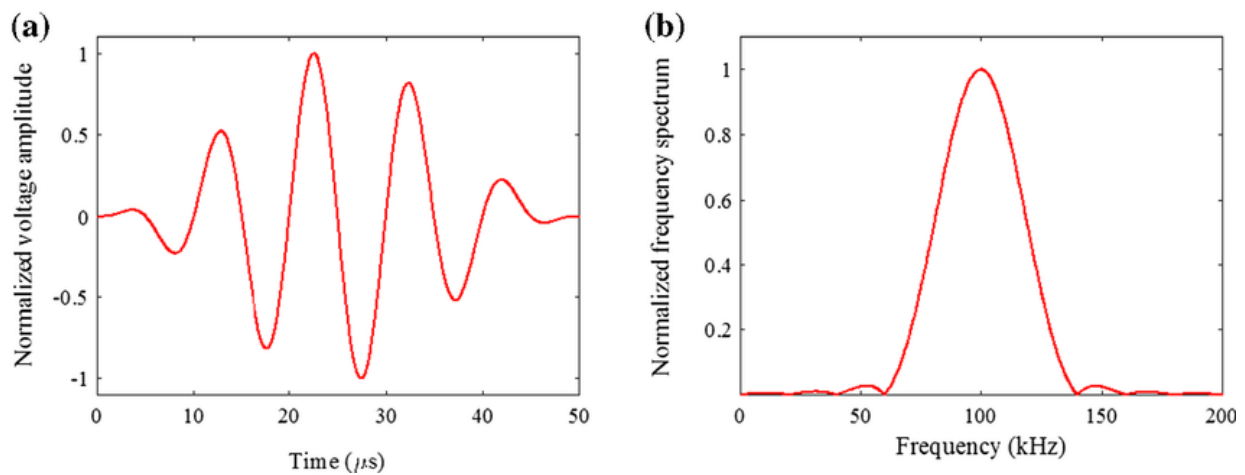 (a)
Normalized voltage amplitude
1
0.5
0
-0.5
-1
0 10 20 30 40 50
Time (μs)
(b)
Normalized frequency spectrum
1
0.8
0.6
0.4
0.2
0 50 100 150 200
Frequency (kHz)